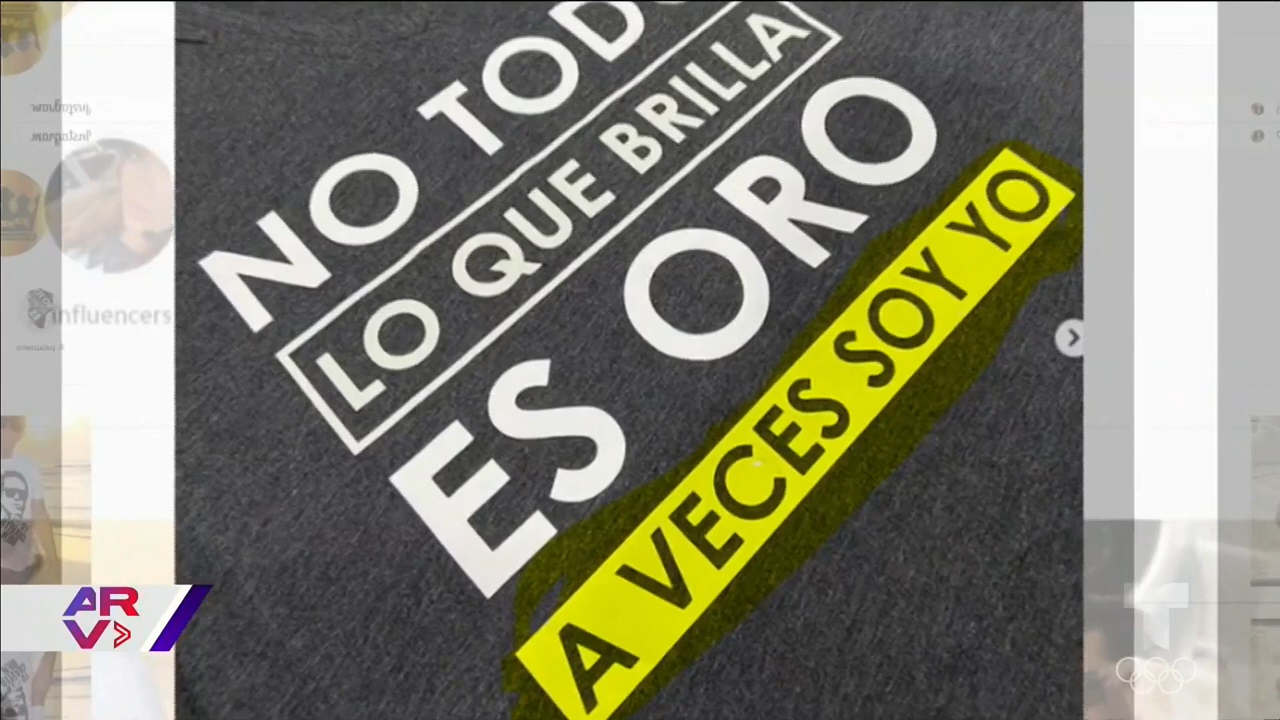 NO TODO
LO QUE BRILLA
ES ORO
A VECES SOY YO
influencers
ARV